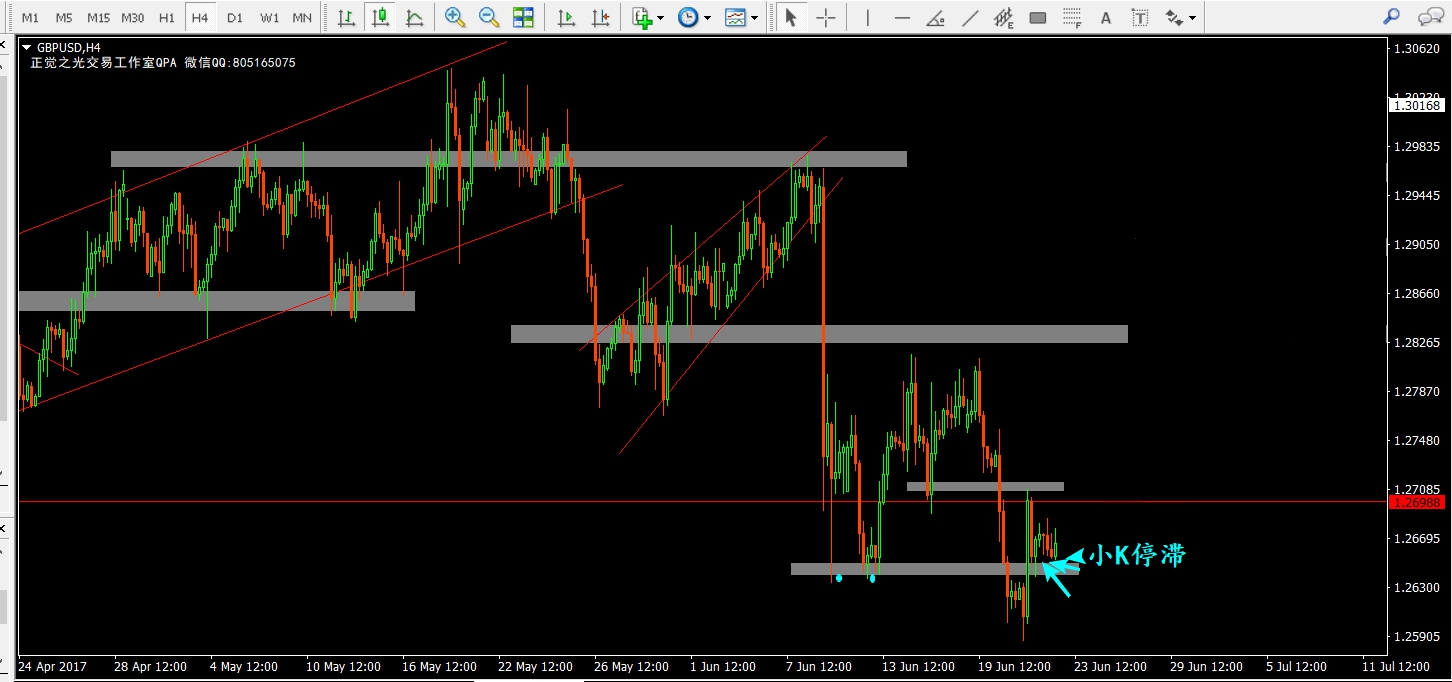 M1 M5 M15 M30 H1 H4 D1 W1 MN
E F A T
GBPUSD,H4
正觉之光交易工作室QPA 微信QQ:805165075
1.30620
1.30168
1.29835
1.29445
1.29050
1.28660
1.28265
1.27870
1.27480
1.27085
1.26988
1.26695
小K停滞
1.26300
1.25905
24 Apr 2017 28 Apr 12:00 4 May 12:00 10 May 12:00 16 May 12:00 22 May 12:00 26 May 12:00 1 Jun 12:00 7 Jun 12:00 13 Jun 12:00 19 Jun 12:00 23 Jun 12:00 29 Jun 12:00 5 Jul 12:00 11 Jul 12:00